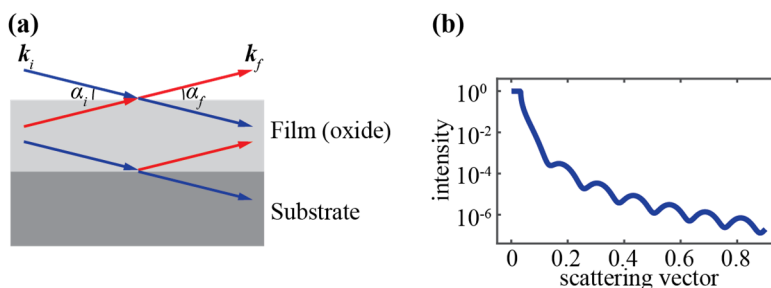 (a)
k_i
k_f
α_i
α_f
Film (oxide)
Substrate
(b)
intensity
10^0
10^-2
10^-4
10^-6
0 0.2 0.4 0.6 0.8
scattering vector